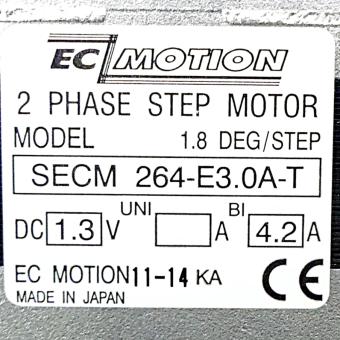 EC MOTION
2 PHASE STEP MOTOR
MODEL 1.8 DEG/STEP
SECM 264-E3.0A-T
DC 1.3 V UNI A BI 4.2 A
EC MOTION 11-14 KA CE
MADE IN JAPAN